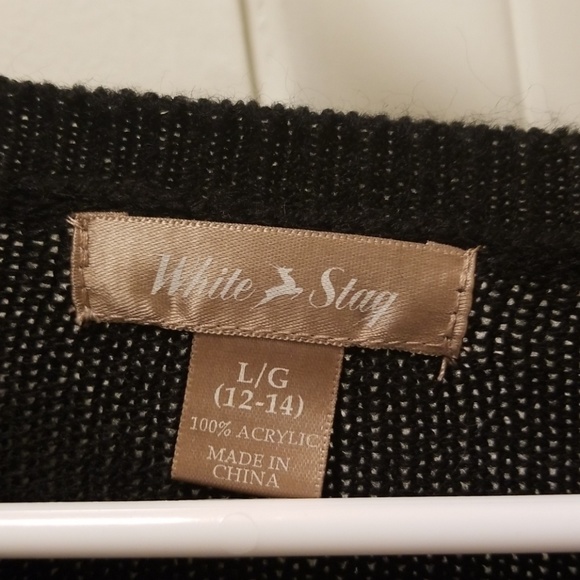 White Stag
L/G
(12-14)
100% ACRYLIC
MADE IN
CHINA